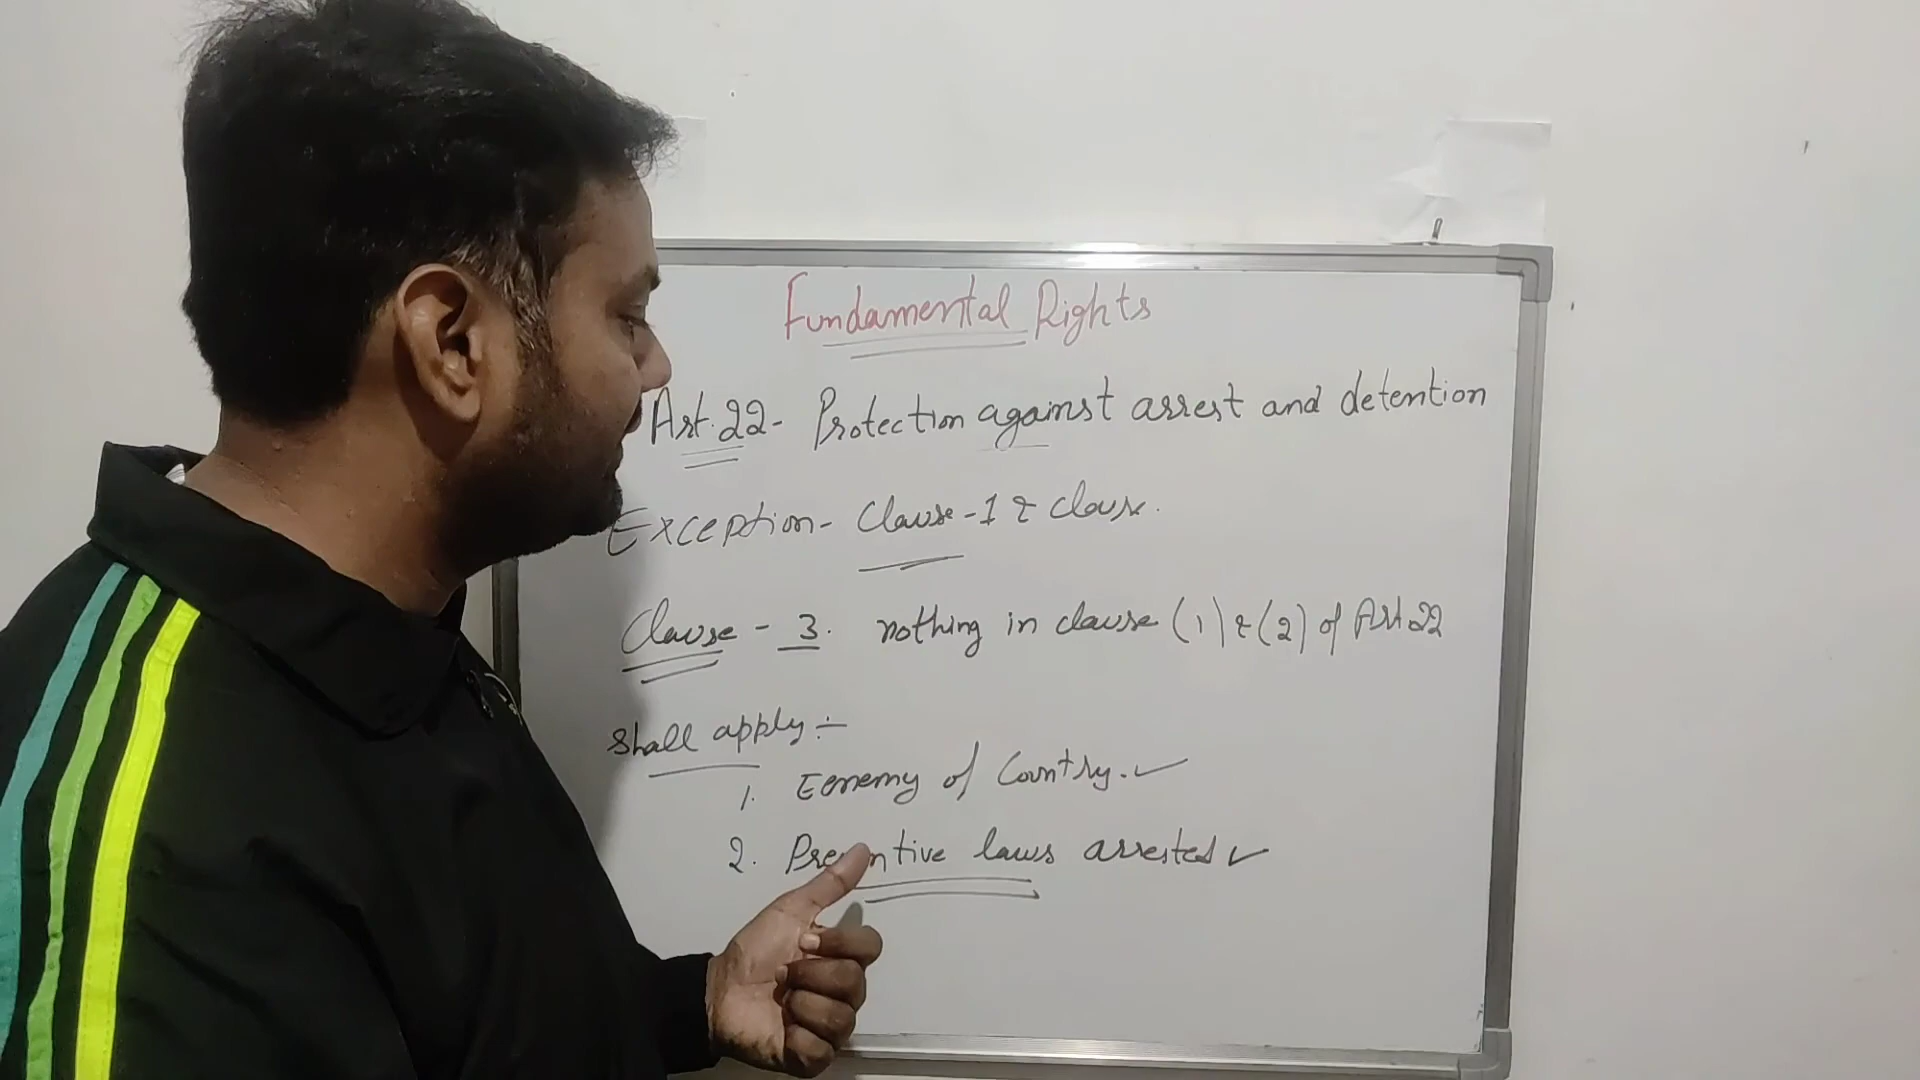 Fundamental Rights
Art. 22- Protection against arrest and detention
Exception- Clause-1 & clause.
Clause - 3. nothing in clause (1) & (2) of Art 22
Shall apply:-
1. Eenemy of Country.
2. Preventive laws arrested